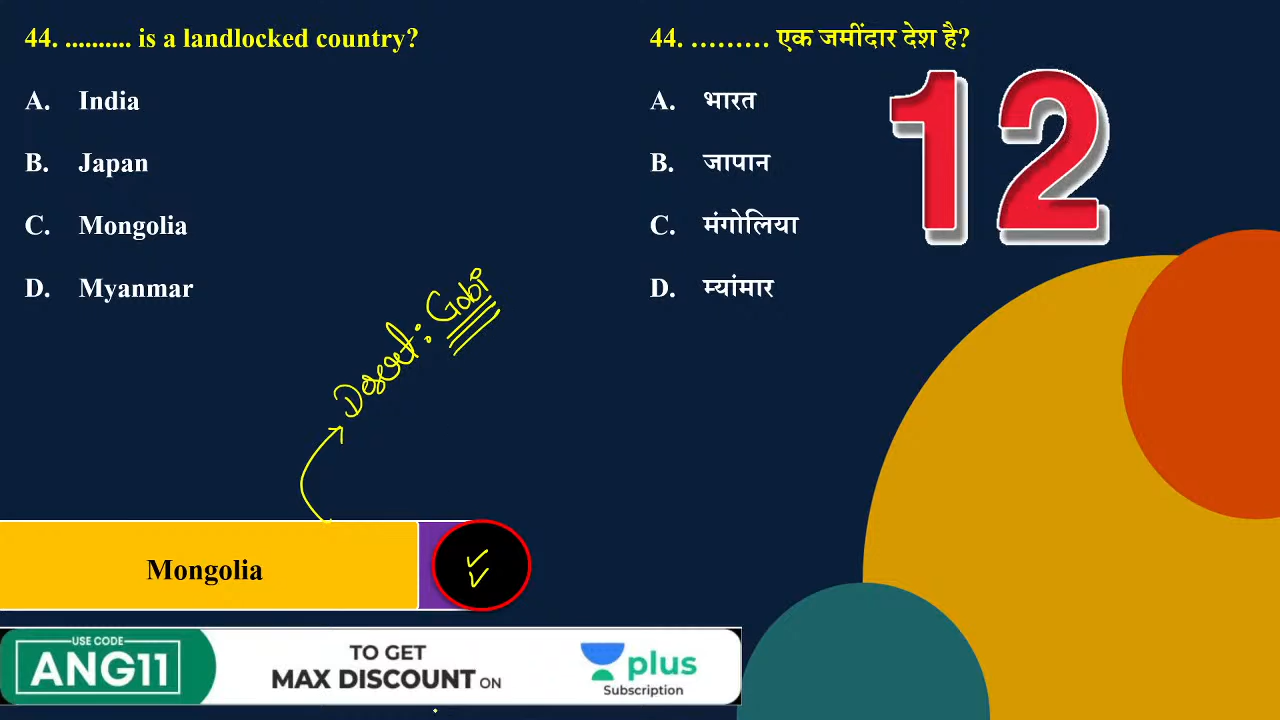 44. .......... is a landlocked country?
A. India
B. Japan
C. Mongolia
D. Myanmar
44. ......... एक जमींदार देश है?
A. भारत
B. जापान
C. मंगोलिया
D. म्यांमार
12
Desert: Gobi
Mongolia
USE CODE
ANG11
TO GET
MAX DISCOUNT ON
plus
Subscription